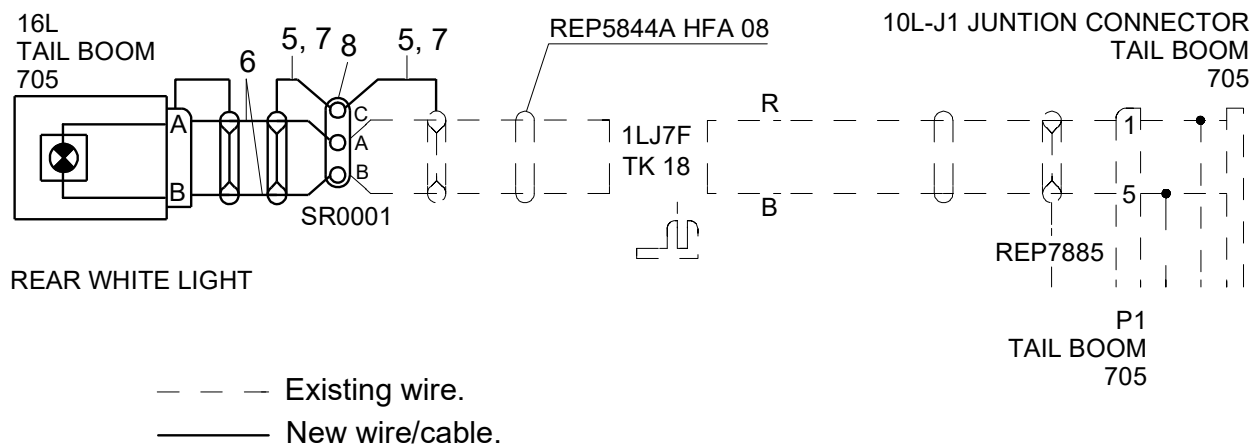 16L
TAIL BOOM
705
5, 7
8
5, 7
6
REP5844A HFA 08
10L-J1 JUNTION CONNECTOR
TAIL BOOM
705
A
B
C
A
B
SR0001
1LJ7F
TK 18
R
B
1
5
REP7885
REAR WHITE LIGHT
P1
TAIL BOOM
705
Existing wire.
New wire/cable.